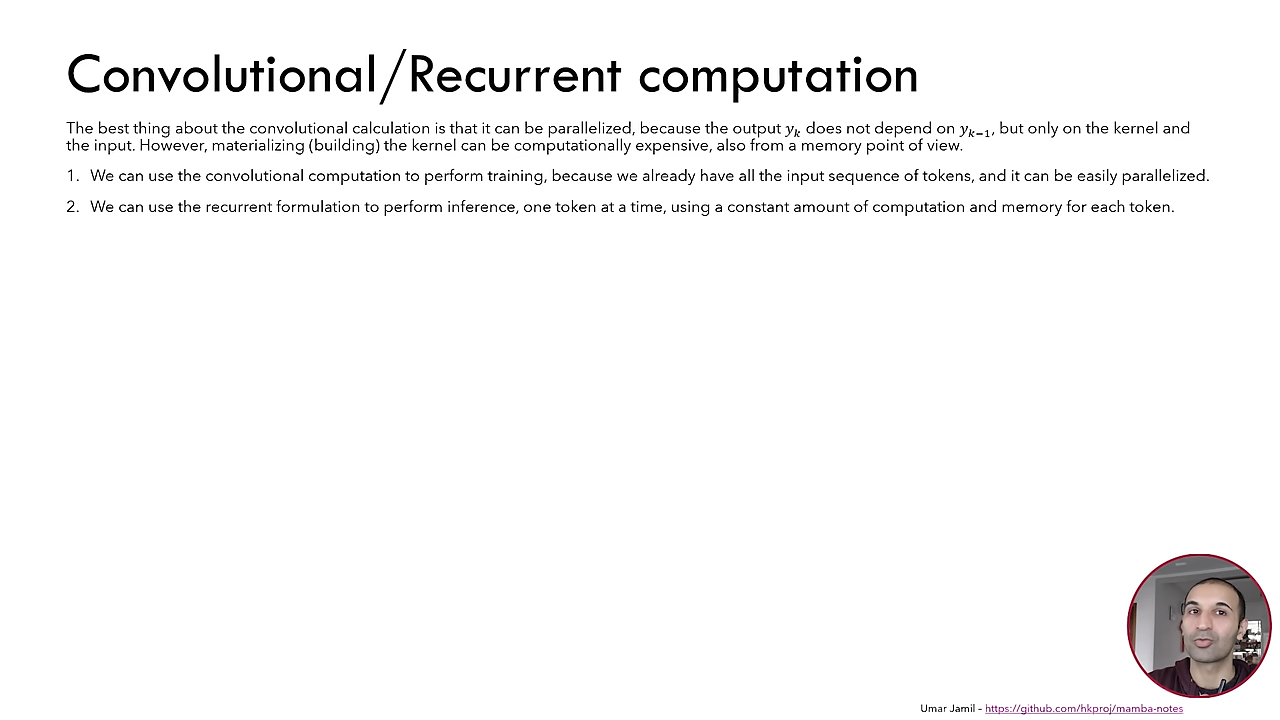 Convolutional/Recurrent computation
The best thing about the convolutional calculation is that it can be parallelized, because the output yₖ does not depend on yₖ₋₁, but only on the kernel and
the input. However, materializing (building) the kernel can be computationally expensive, also from a memory point of view.
1. We can use the convolutional computation to perform training, because we already have all the input sequence of tokens, and it can be easily parallelized.
2. We can use the recurrent formulation to perform inference, one token at a time, using a constant amount of computation and memory for each token.
Umar Jamil – https://github.com/hkproj/mamba-notes